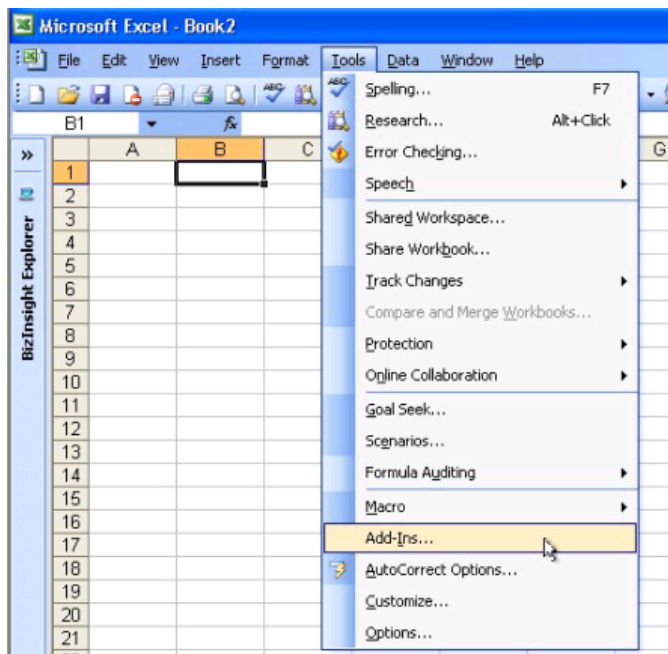 Microsoft Excel - Book2
File Edit View Insert Format Tools Data Window Help
B1 fx
A B C G
BizInsight Explorer
1
2
3
4
5
6
7
8
9
10
11
12
13
14
15
16
17
18
19
20
21
Spelling... F7
Research... Alt+Click
Error Checking...
Speech
Shared Workspace...
Share Workbook...
Track Changes
Compare and Merge Workbooks...
Protection
Online Collaboration
Goal Seek...
Scenarios...
Formula Auditing
Macro
Add-Ins...
AutoCorrect Options...
Customize...
Options...